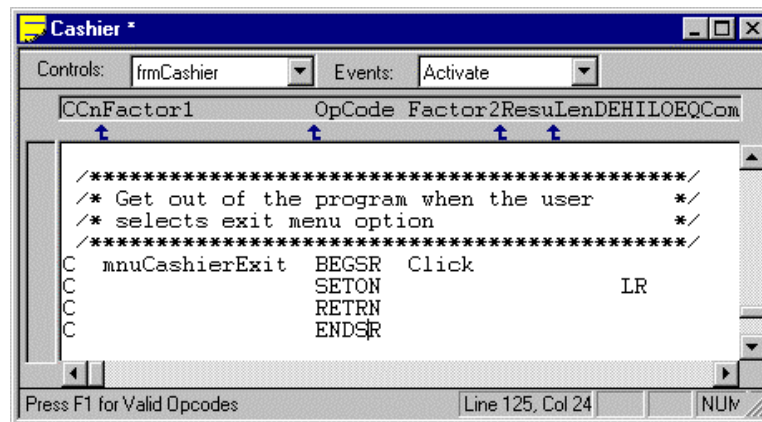 Cashier *
Controls: frmCashier Events: Activate
CCnFactor1 OpCode Factor2ResuLenDEHILOEQCom
/*********************************************/
/* Get out of the program when the user */
/* selects exit menu option */
/*********************************************/
C mnuCashierExit BEGSR Click
C SETON LR
C RETRN
C ENDSR
Press F1 for Valid Opcodes Line 125, Col 24 NUM